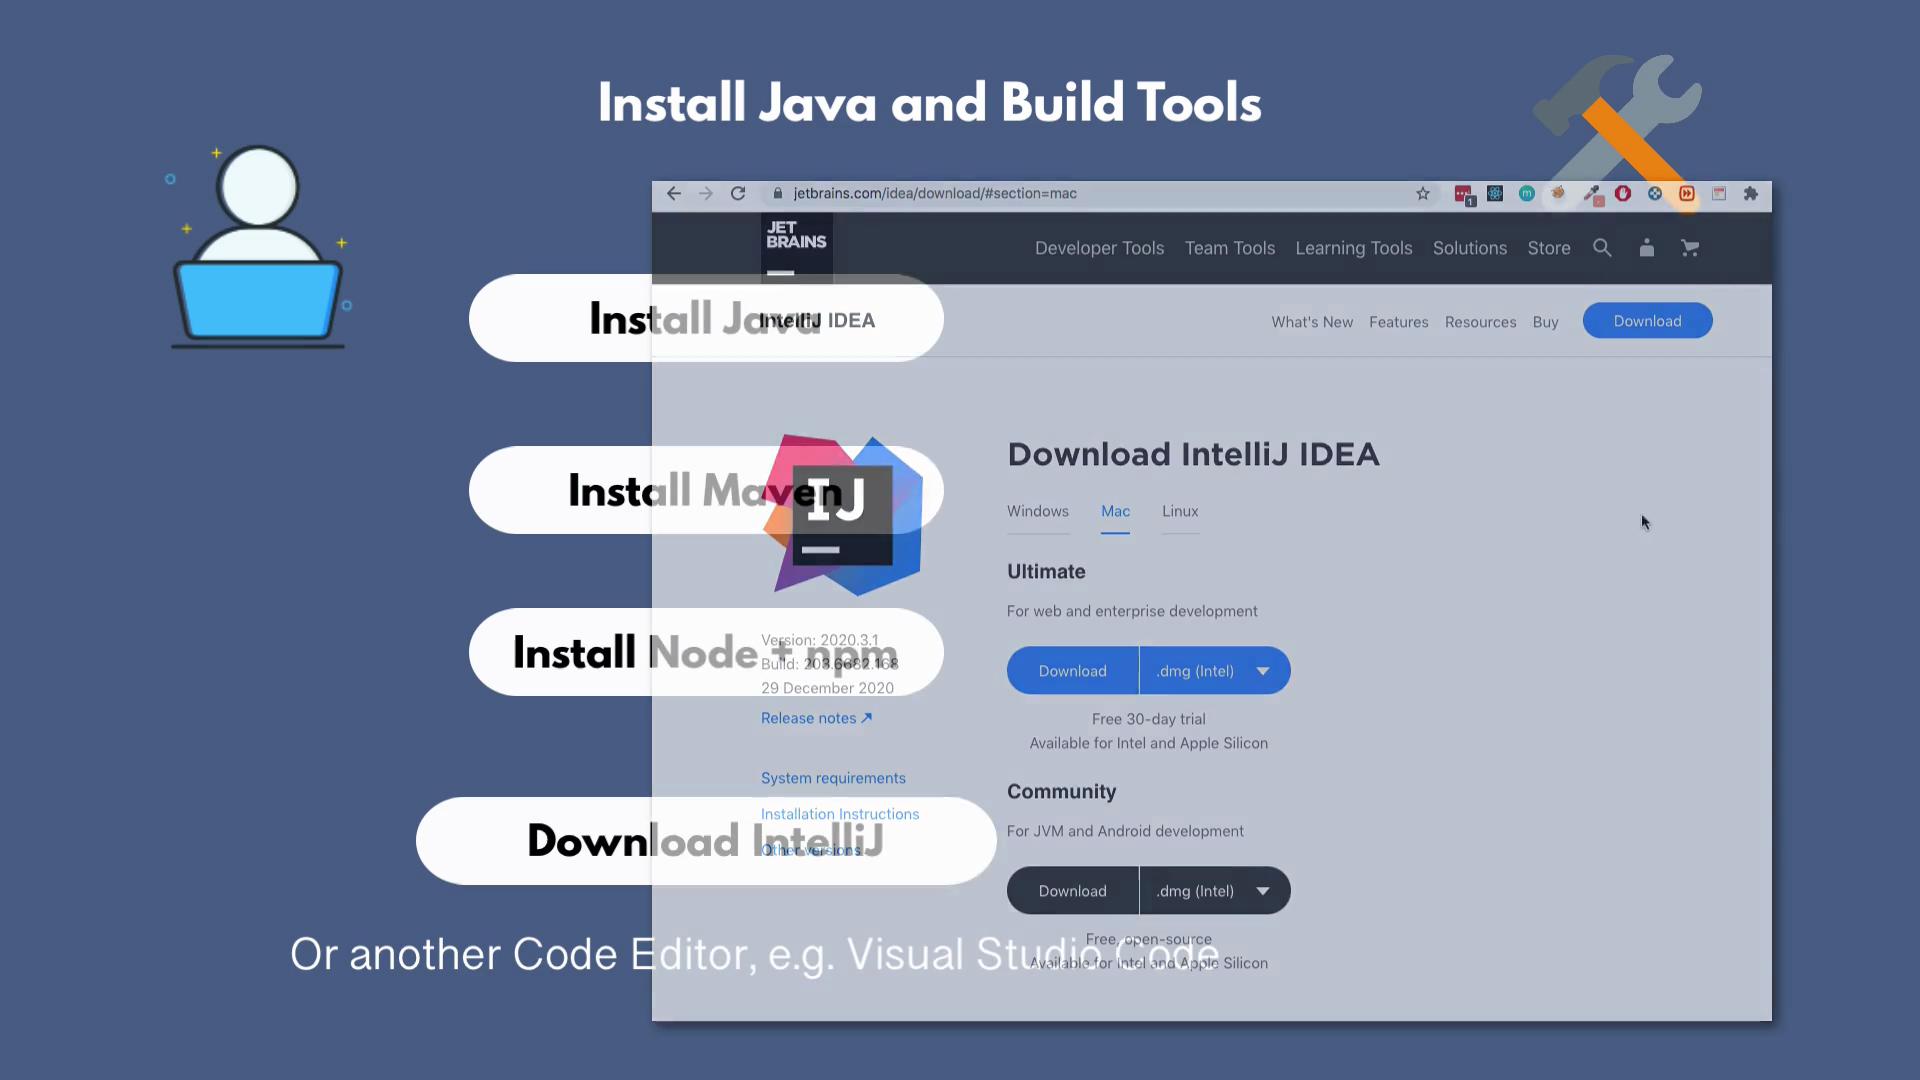 Install Java and Build Tools
jetbrains.com/idea/download/#section=mac
1
m
JET
BRAINS
Developer Tools Team Tools Learning Tools Solutions Store
Install Java
IntelliJ IDEA
What's New Features Resources Buy Download
Download IntelliJ IDEA
Install Maven
IJ
Windows Mac Linux
Ultimate
For web and enterprise development
Install Node + npm
Version: 2020.3.1
Build: 203.6682.168
29 December 2020
Release notes ↗
Download .dmg (Intel)
Free 30-day trial
Available for Intel and Apple Silicon
System requirements
Installation Instructions
Other versions
Community
For JVM and Android development
Download IntelliJ
Download .dmg (Intel)
Free, open-source
Available for Intel and Apple Silicon
Or another Code Editor, e.g. Visual Studio Code